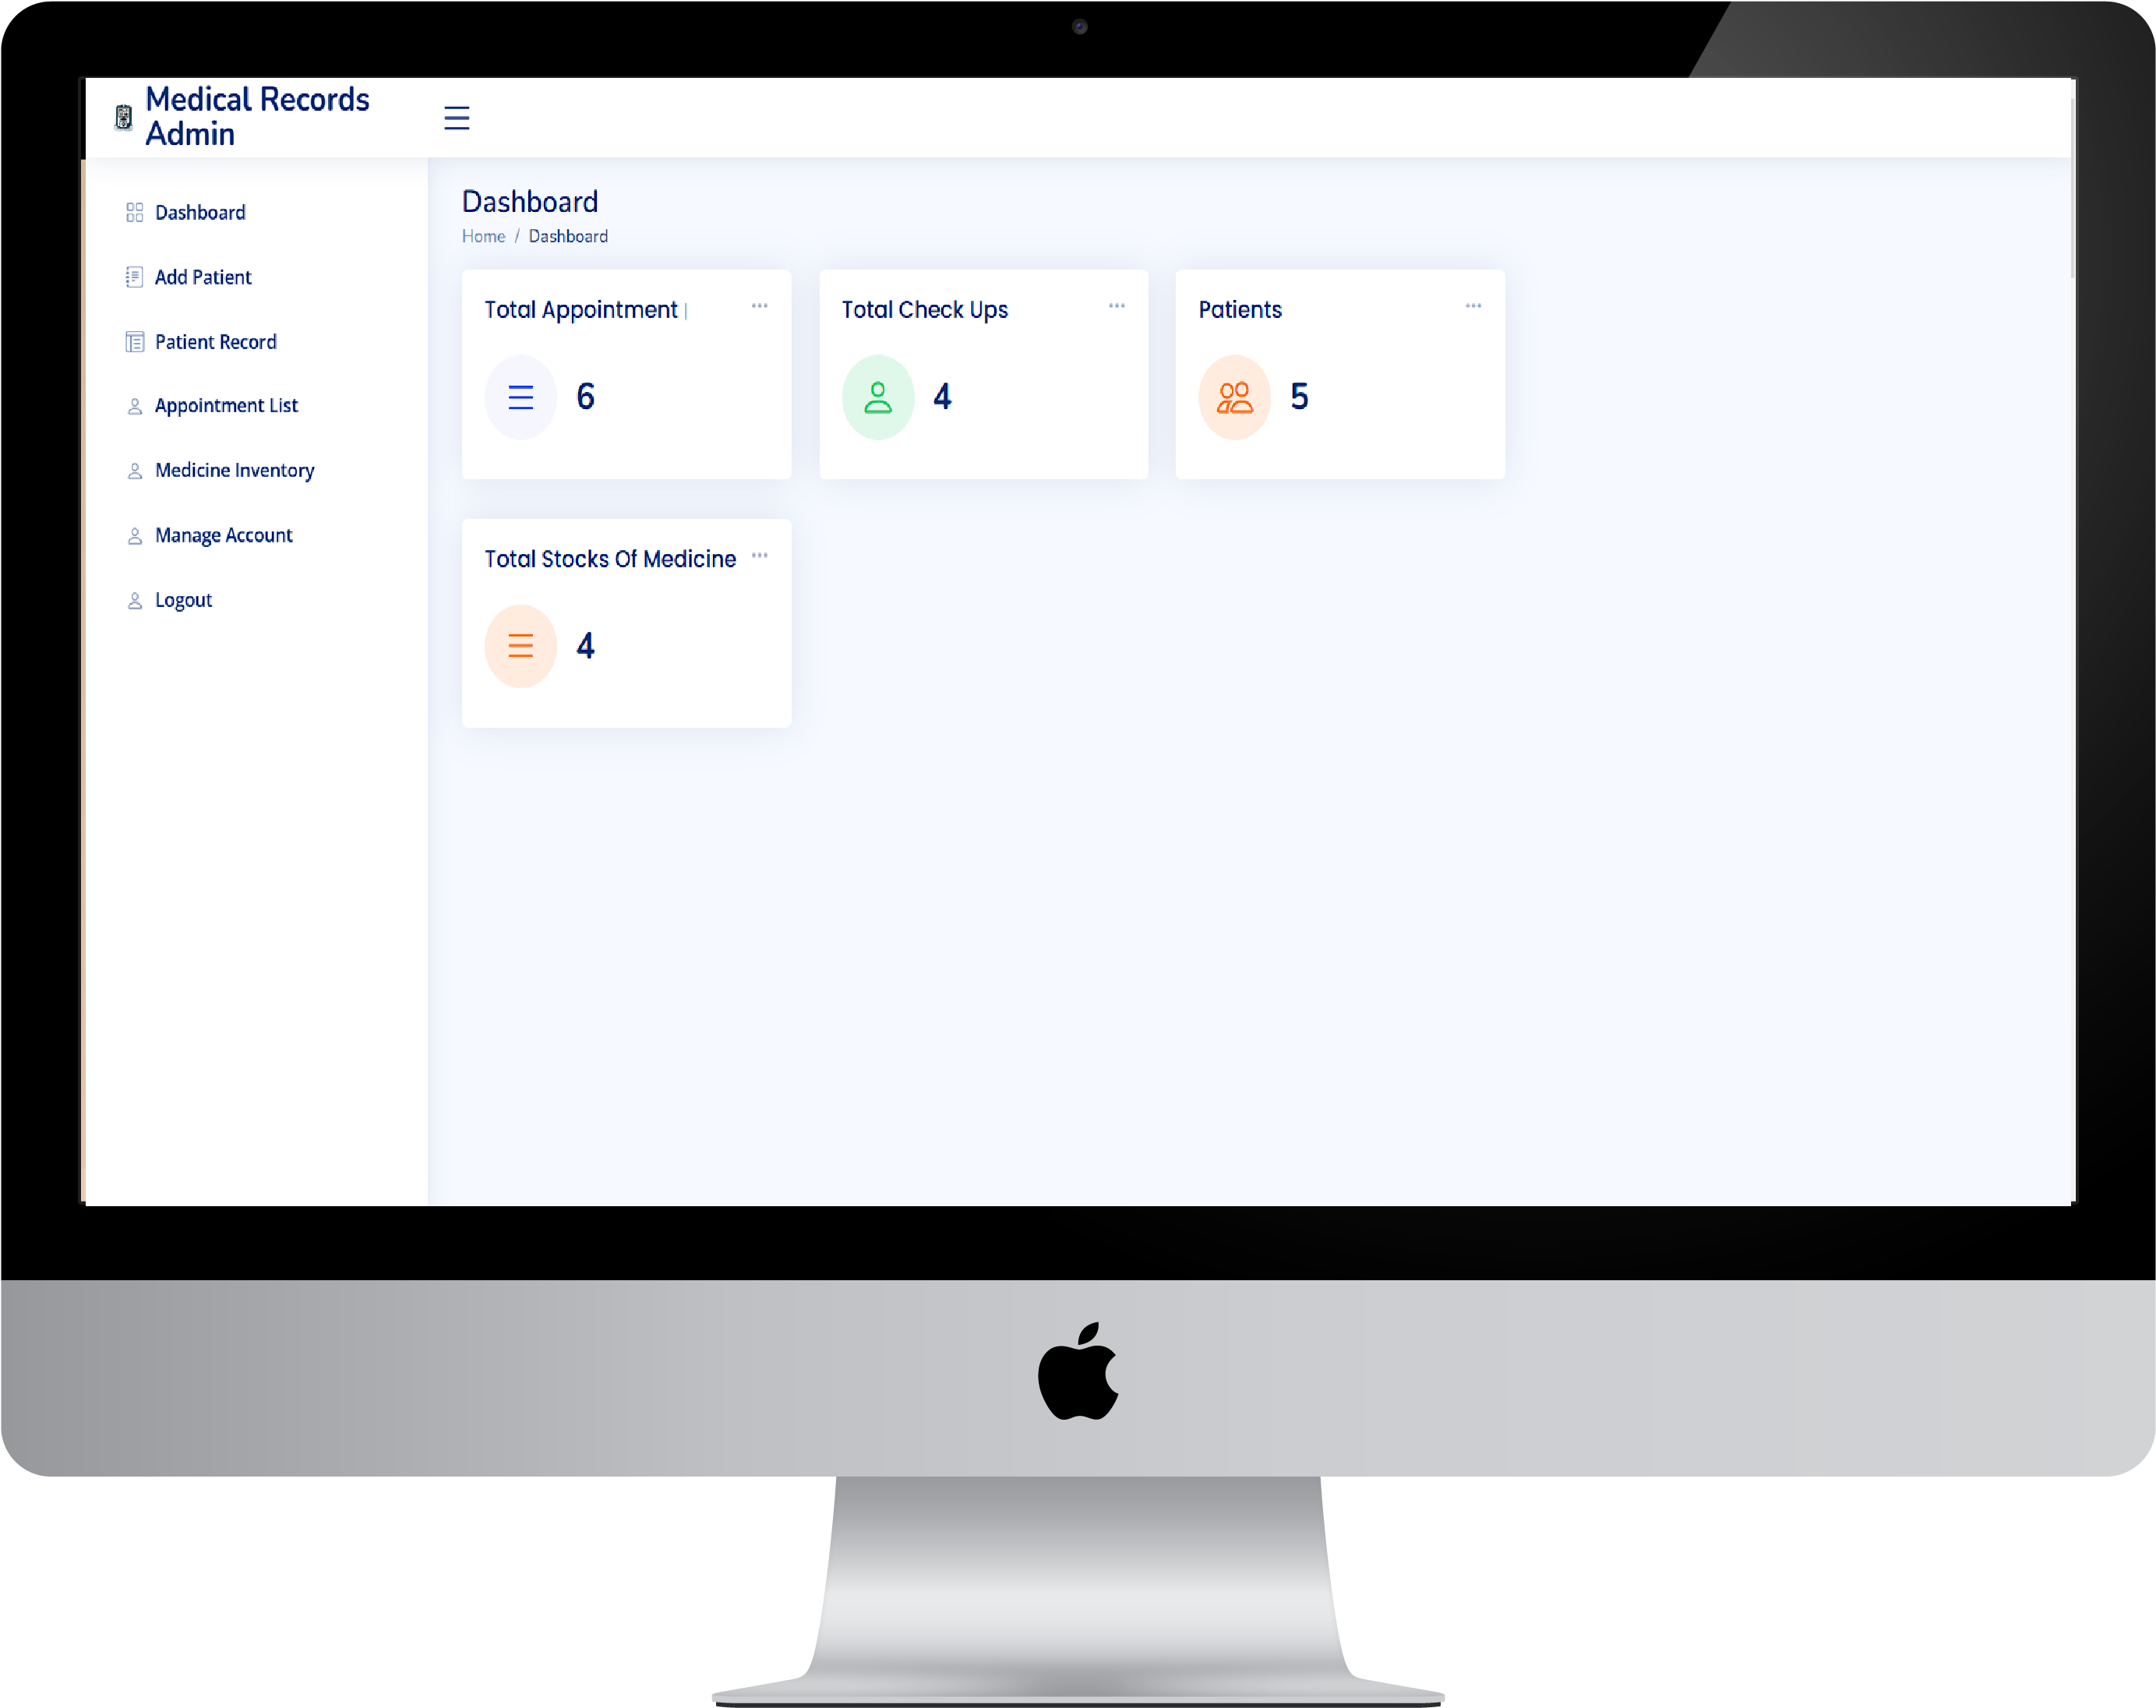 Medical Records
Admin
Dashboard
Add Patient
Patient Record
Appointment List
Medicine Inventory
Manage Account
Logout
Dashboard
Home / Dashboard
Total Appointment |
6
Total Check Ups
4
Patients
5
Total Stocks Of Medicine
4